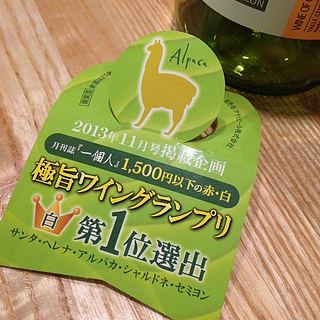 LON
WINE OF
Alpaca
2013年11月号掲載企画
月刊誌『一個人』1,500円以下の赤・白
極旨ワイングランプリ
白
第1位選出
サンタ・ヘレナ・アルパカ・シャルドネ・セミヨン